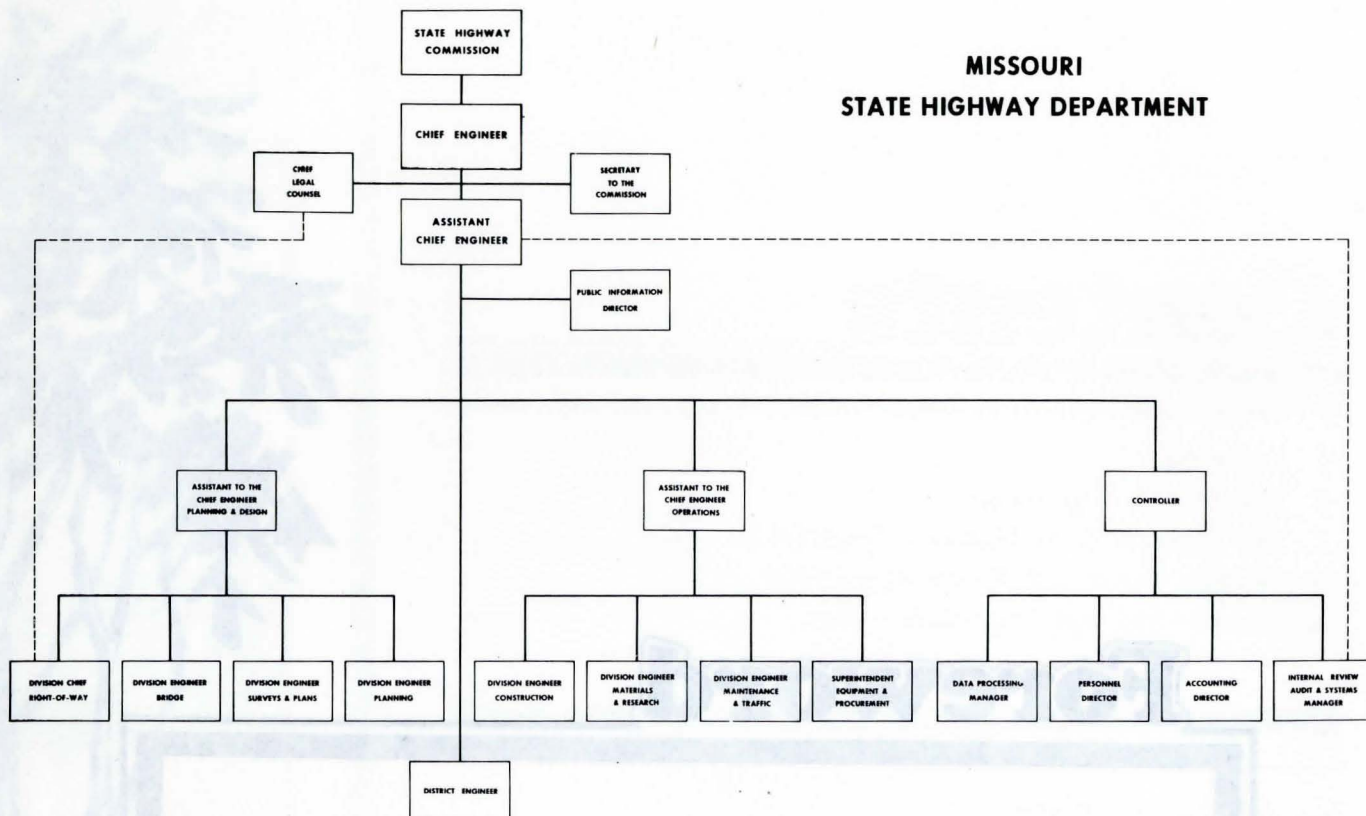 MISSOURI
STATE HIGHWAY DEPARTMENT
STATE HIGHWAY
COMMISSION
CHIEF ENGINEER
CHIEF
LEGAL
COUNSEL
SECRETARY
TO THE
COMMISSION
ASSISTANT
CHIEF ENGINEER
PUBLIC INFORMATION
DIRECTOR
ASSISTANT TO THE
CHIEF ENGINEER
PLANNING & DESIGN
ASSISTANT TO THE
CHIEF ENGINEER
OPERATIONS
CONTROLLER
DIVISION CHIEF
RIGHT-OF-WAY
DIVISION ENGINEER
BRIDGE
DIVISION ENGINEER
SURVEYS & PLANS
DIVISION ENGINEER
PLANNING
DIVISION ENGINEER
CONSTRUCTION
DIVISION ENGINEER
MATERIALS
& RESEARCH
DIVISION ENGINEER
MAINTENANCE
& TRAFFIC
SUPERINTENDENT
EQUIPMENT &
PROCUREMENT
DATA PROCESSING
MANAGER
PERSONNEL
DIRECTOR
ACCOUNTING
DIRECTOR
INTERNAL REVIEW
AUDIT & SYSTEMS
MANAGER
Foreword
DISTRICT ENGINEER